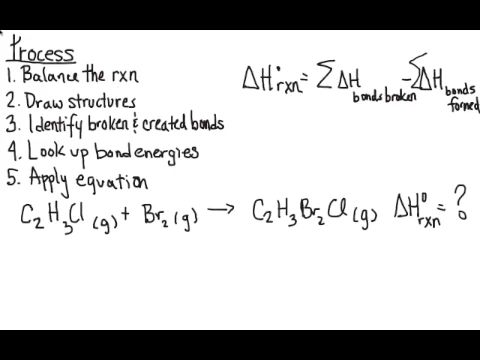 Process
1. Balance the rxn
2. Draw structures
3. Identify broken & created bonds
4. Look up bond energies
5. Apply equation
ΔH°rxn = ΣΔH bonds broken - ΣΔH bonds formed
C₂H₃Cl(g) + Br₂(g) → C₂H₃Br₂Cl(g) ΔH°rxn = ?